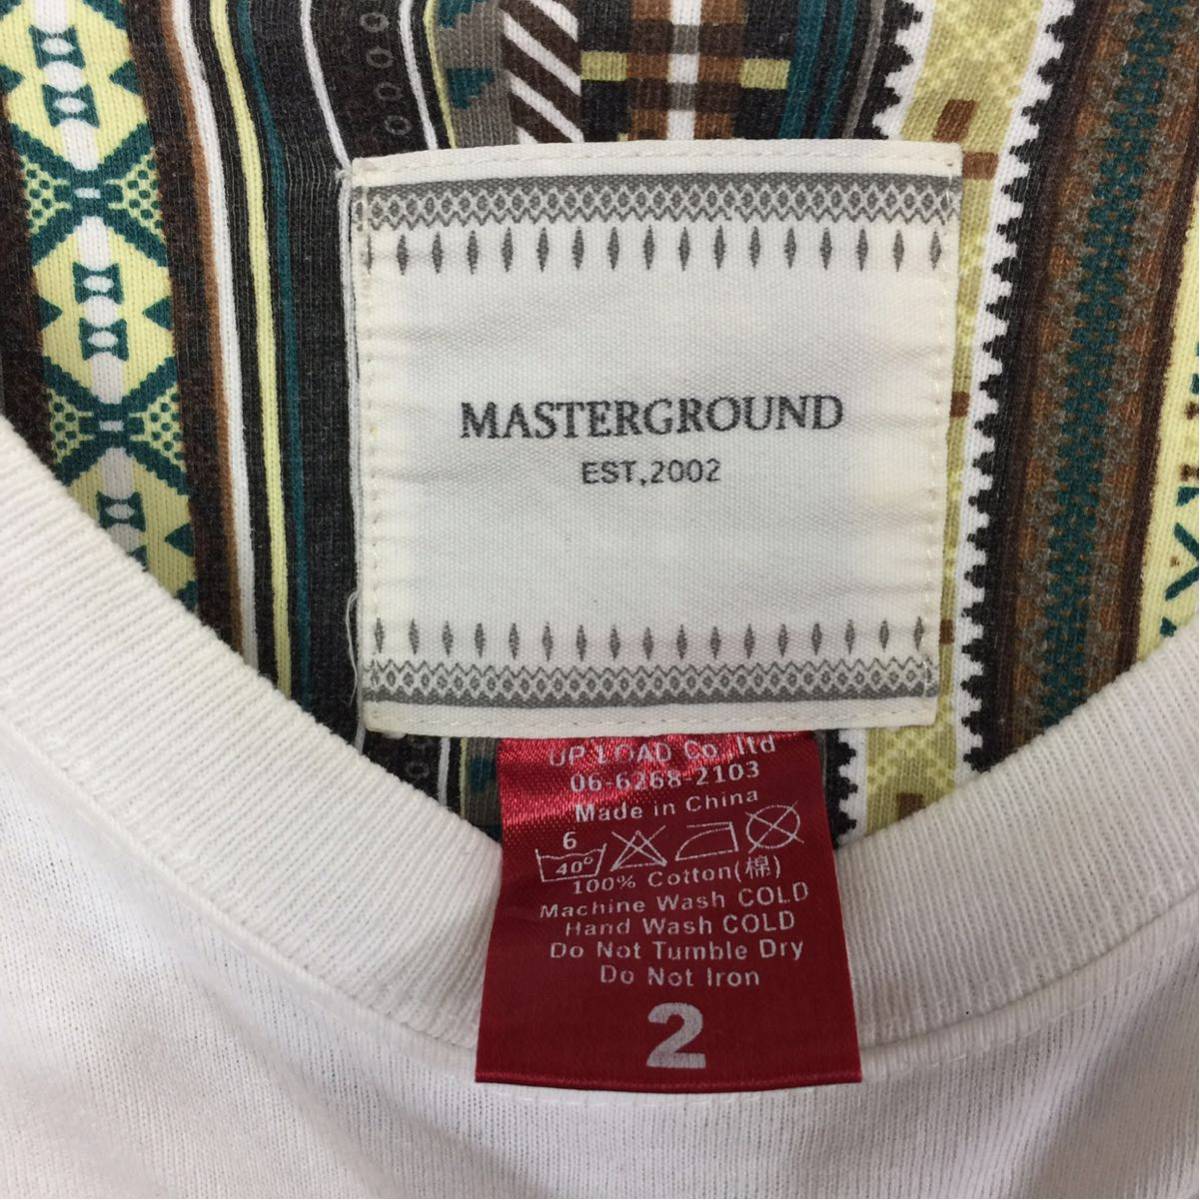 MASTERGROUND
EST,2002
UP LOAD Co.,ltd
06-6268-2103
Made in China
6
40°
100% Cotton(棉)
Machine Wash COLD
Hand Wash COLD
Do Not Tumble Dry
Do Not Iron
2